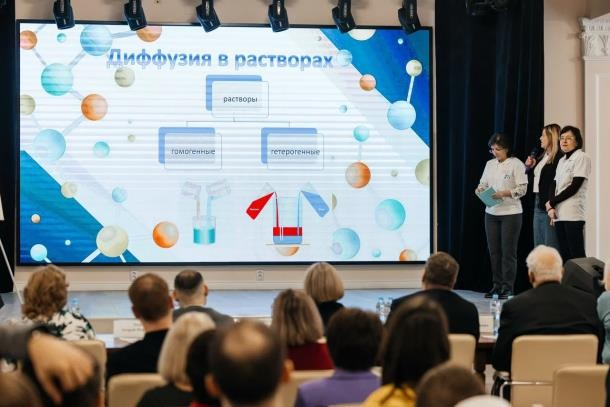 Диффузия в растворах
растворы
гомогенные
гетерогенные